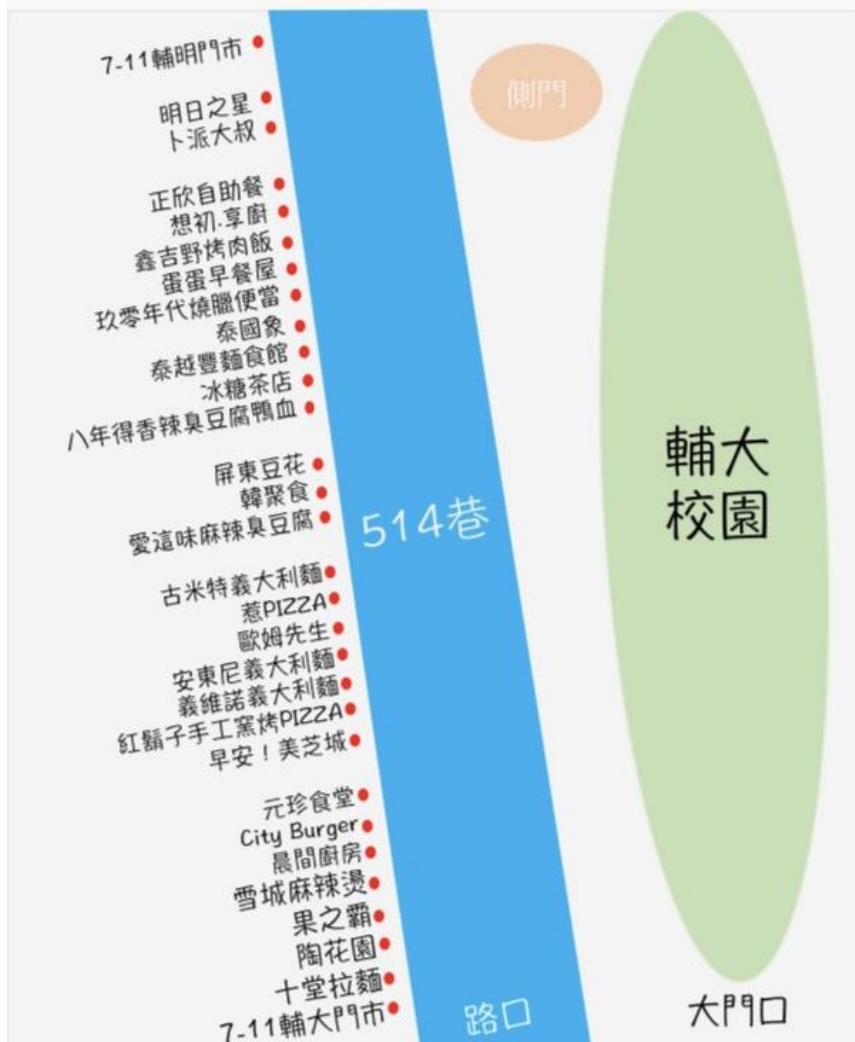 7-11輔明門市
側門
明日之星
卜派大叔
正欣自助餐
想初.享廚
鑫吉野烤肉飯
蛋蛋早餐屋
玖零年代燒臘便當
泰國象
泰越豐麵食館
冰糖茶店
八年得香辣臭豆腐鴨血
屏東豆花
韓聚食
愛這味麻辣臭豆腐
514巷
輔大
校園
古米特義大利麵
惹PIZZA
歐姆先生
安東尼義大利麵
義維諾義大利麵
紅鬍子手工窯烤PIZZA
早安！美芝城
元珍食堂
City Burger
晨間廚房
雪城麻辣燙
果之霸
陶花園
十堂拉麵
7-11輔大門市
路口
大門口